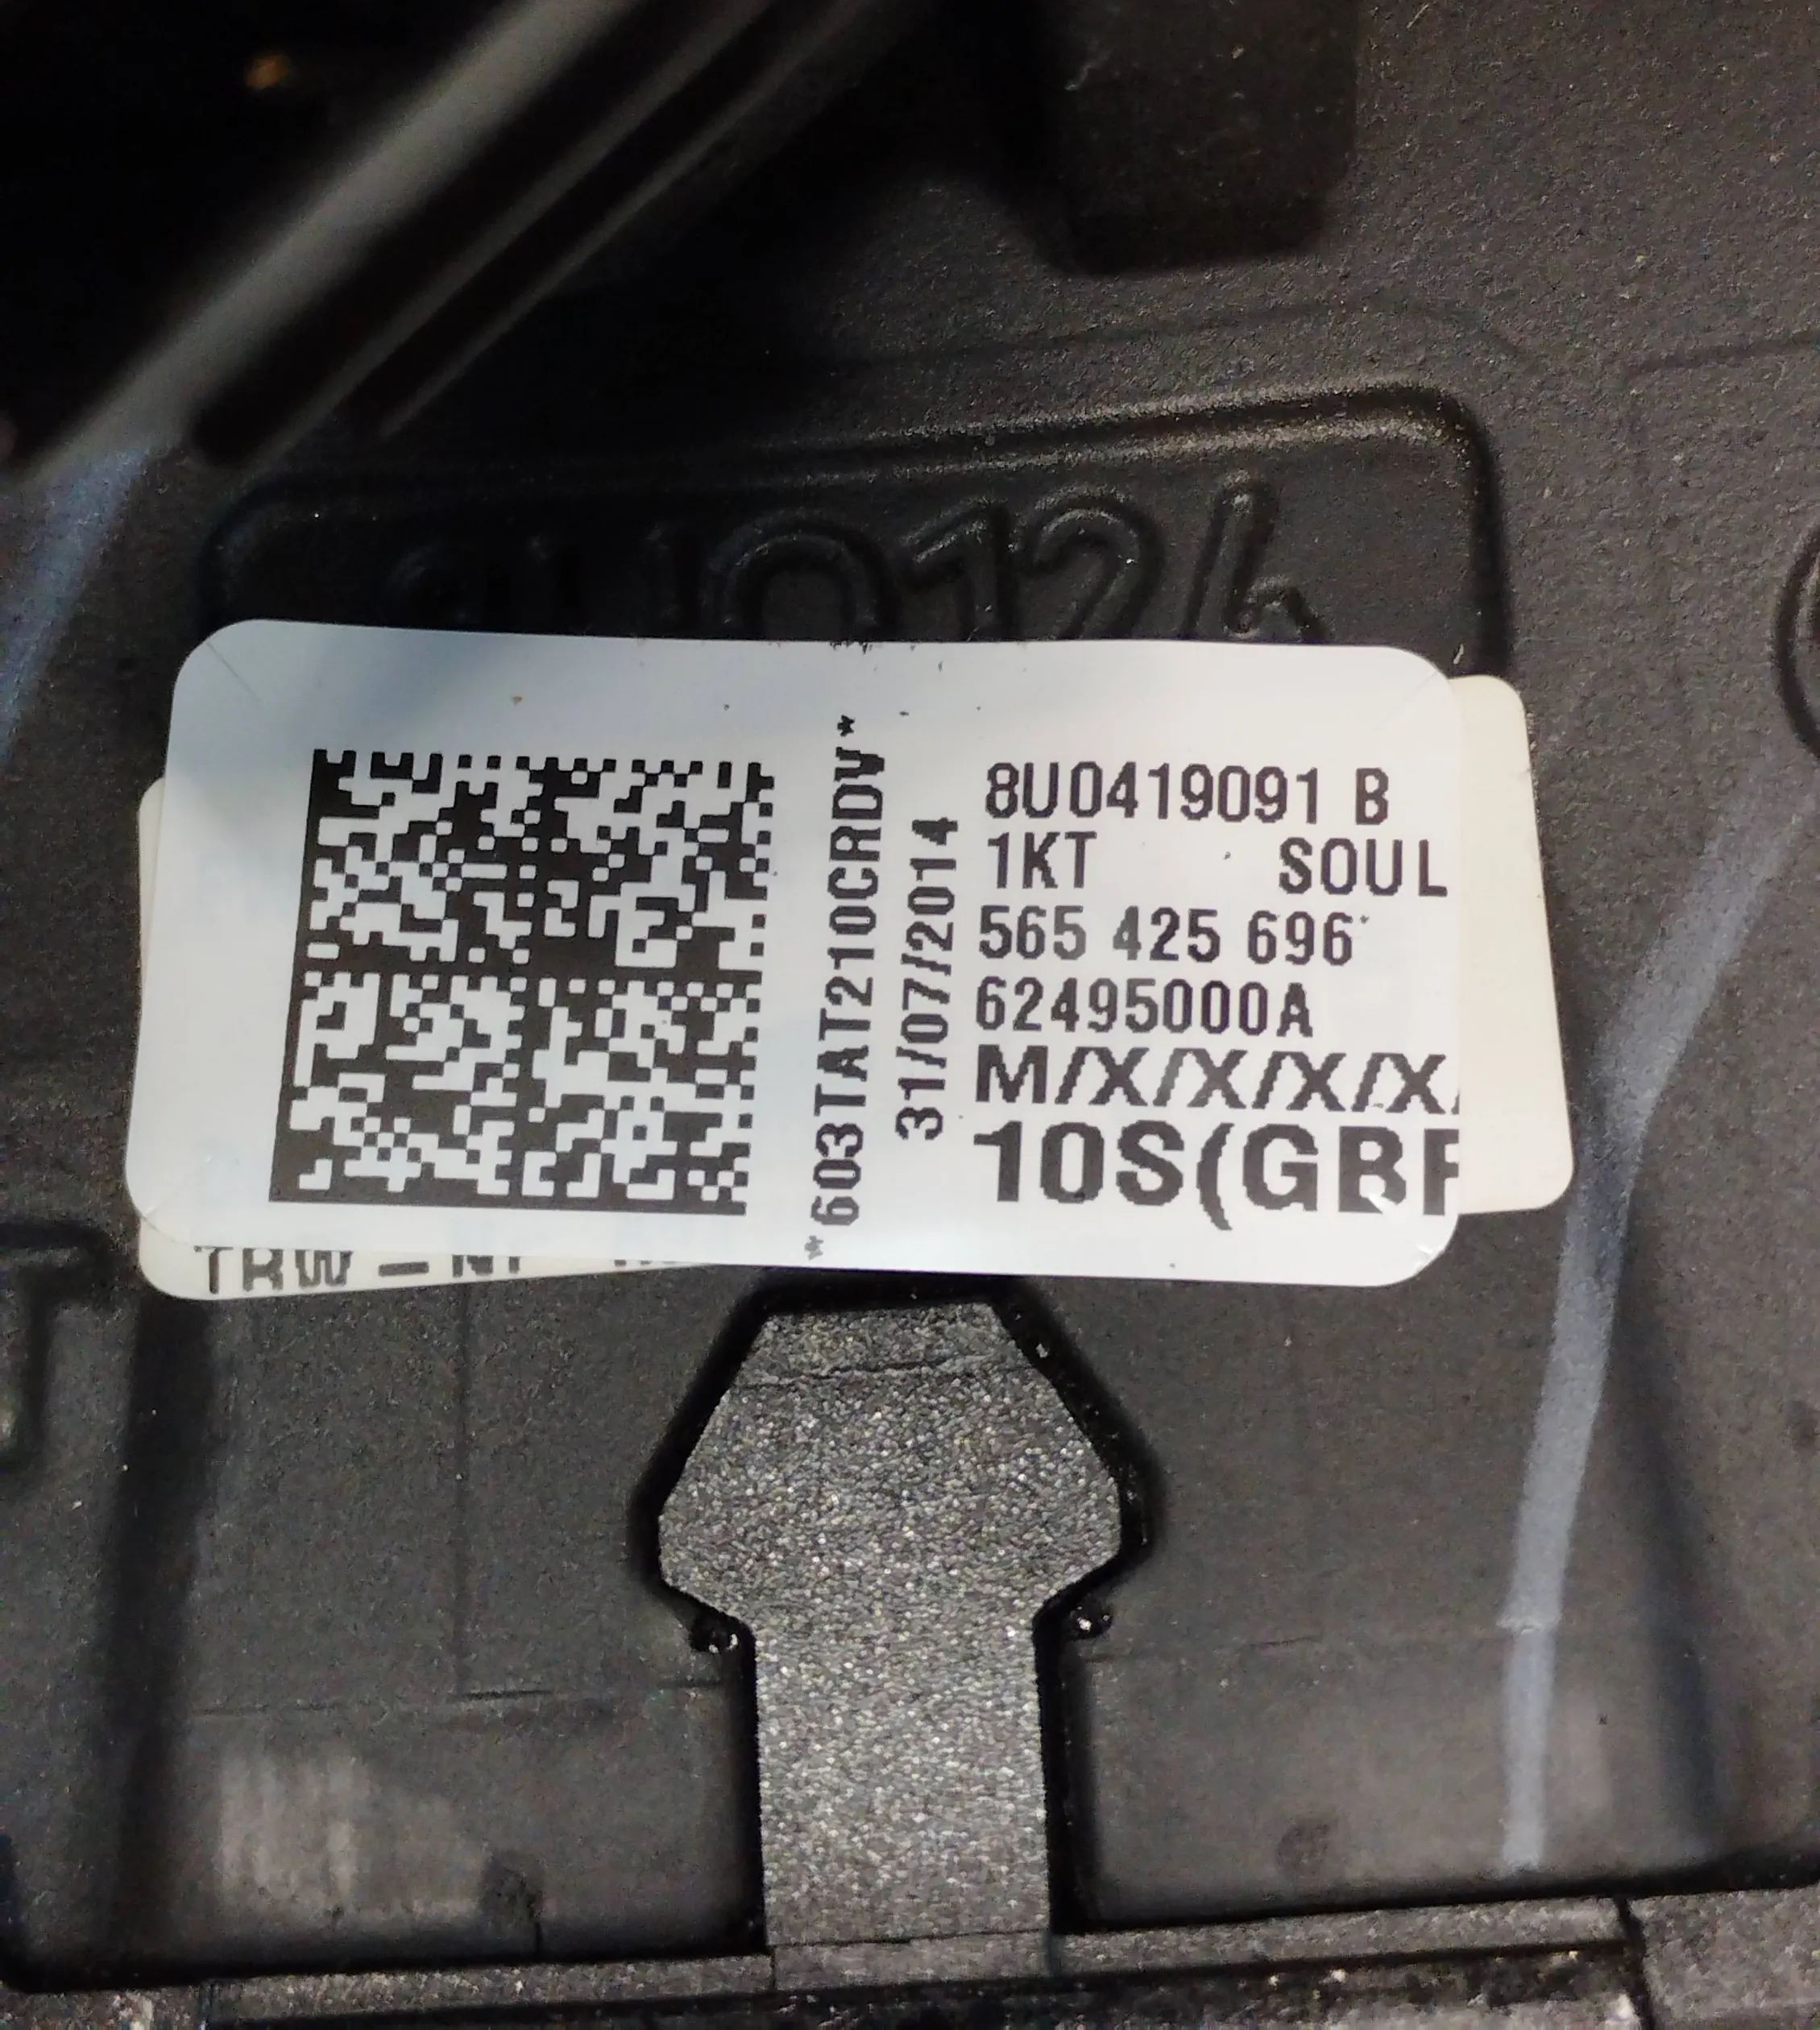 8U0419091 B
1KT SOUL
565 425 696
62495000A
M/X/X/X/X
10S(GB
*603TAT210CRDV*
31/07/2014
TRW